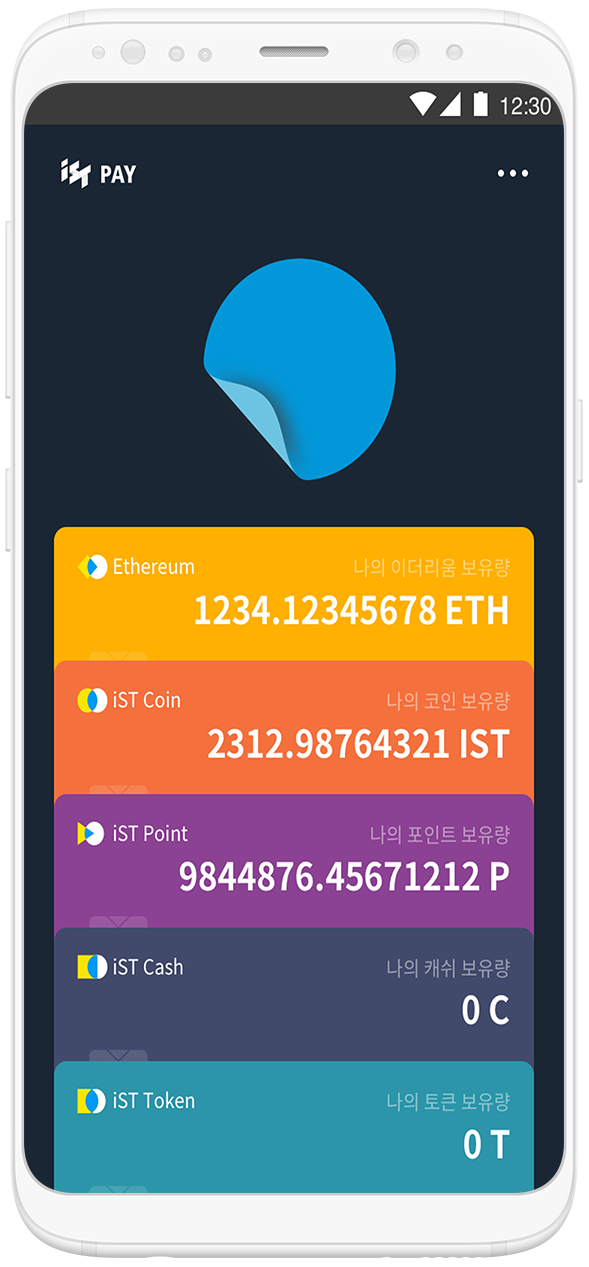 12:30
iST PAY
Ethereum 나의 이더리움 보유량
1234.12345678 ETH
iST Coin 나의 코인 보유량
2312.98764321 IST
iST Point 나의 포인트 보유량
9844876.45671212 P
iST Cash 나의 캐쉬 보유량
0 C
iST Token 나의 토큰 보유량
0 T